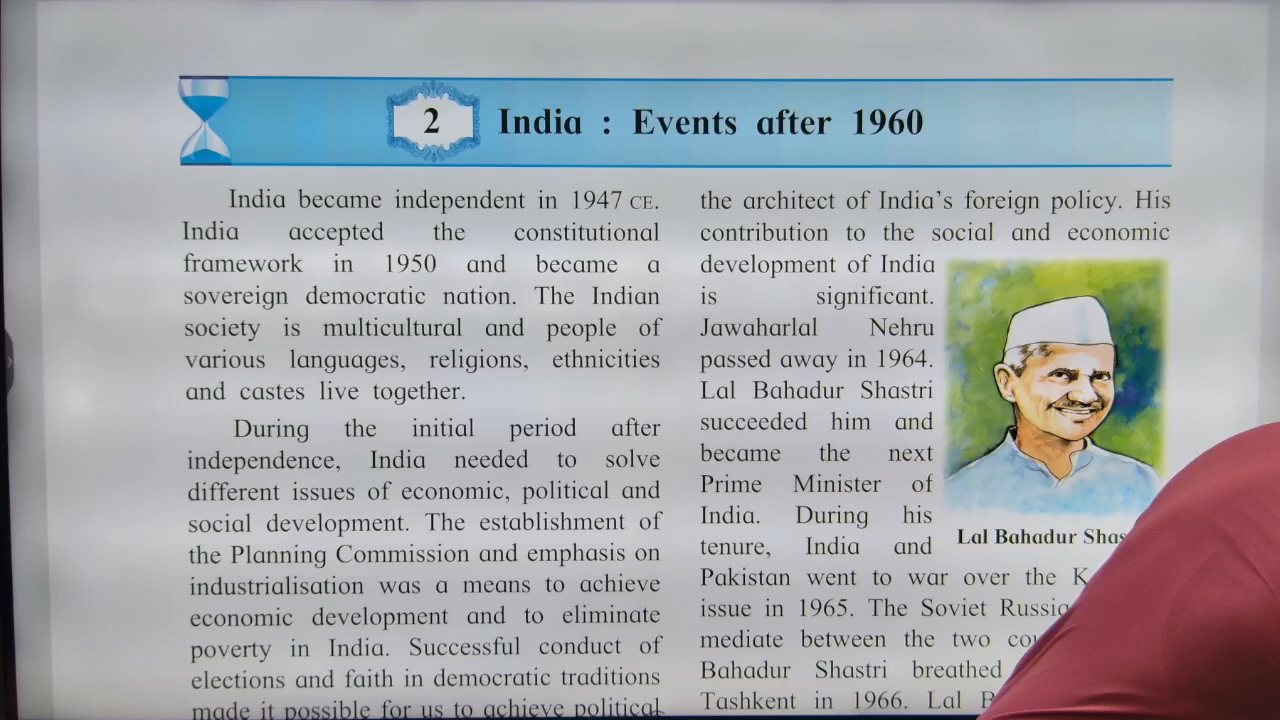 2 India : Events after 1960
India became independent in 1947 CE.
India accepted the constitutional
framework in 1950 and became a
sovereign democratic nation. The Indian
society is multicultural and people of
various languages, religions, ethnicities
and castes live together.
During the initial period after
independence, India needed to solve
different issues of economic, political and
social development. The establishment of
the Planning Commission and emphasis on
industrialisation was a means to achieve
economic development and to eliminate
poverty in India. Successful conduct of
elections and faith in democratic traditions
made it possible for us to achieve political
the architect of India's foreign policy. His
contribution to the social and economic
development of India
is significant.
Jawaharlal Nehru
passed away in 1964.
Lal Bahadur Shastri
succeeded him and
became the next
Prime Minister of
India. During his
tenure, India and
Lal Bahadur
Pakistan went to war over the
issue in 1965. The Soviet
mediate between the two
Bahadur Shastri breathed
Tashkent in 1966. Lal